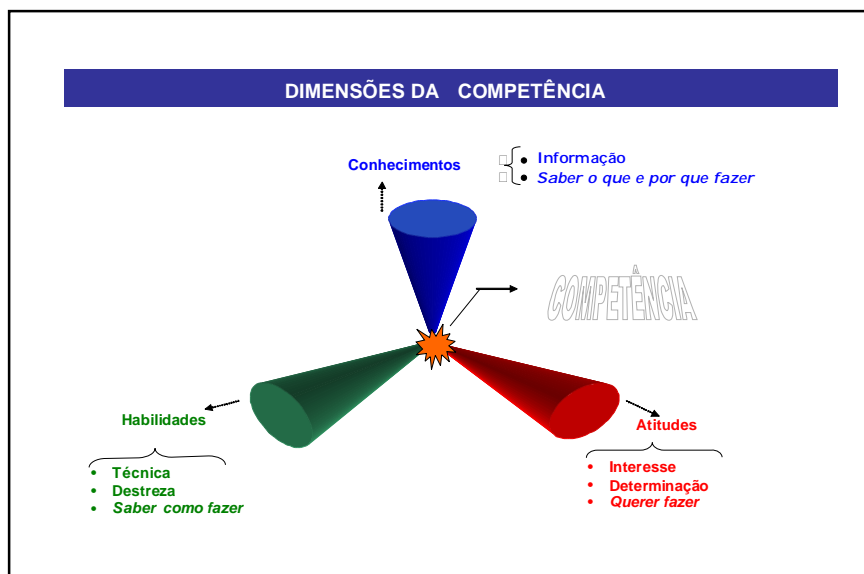 DIMENSÕES DA COMPETÊNCIA
Conhecimentos
• Informação
• Saber o que e por que fazer
COMPETÊNCIA
Habilidades
• Técnica
• Destreza
• Saber como fazer
Atitudes
• Interesse
• Determinação
• Querer fazer